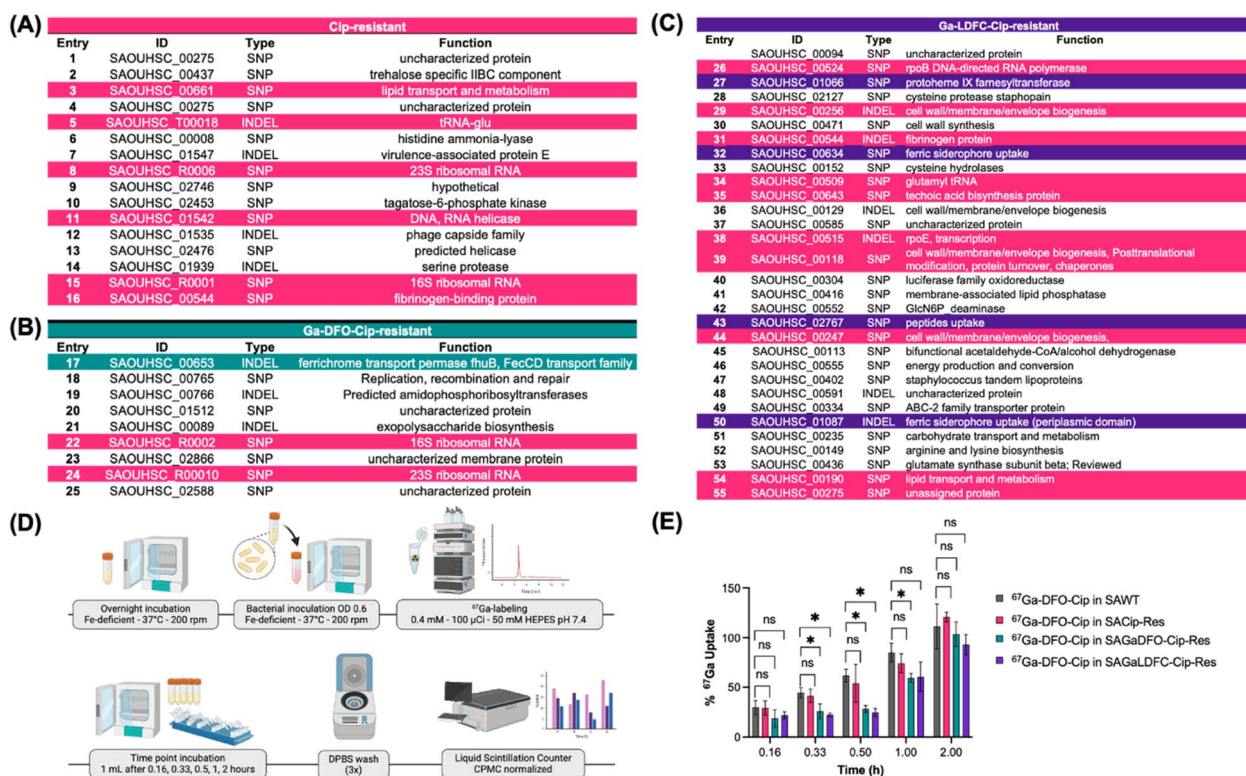 (A)
Cip-resistant
Entry ID Type Function
1 SAOUHSC_00275 SNP uncharacterized protein
2 SAOUHSC_00437 SNP trehalose specific IIBC component
3 SAOUHSC_00661 SNP lipid transport and metabolism
4 SAOUHSC_00275 SNP uncharacterized protein
5 SAOUHSC_T00018 INDEL tRNA-glu
6 SAOUHSC_00008 SNP histidine ammonia-lyase
7 SAOUHSC_01547 INDEL virulence-associated protein E
8 SAOUHSC_R0006 SNP 23S ribosomal RNA
9 SAOUHSC_02746 SNP hypothetical
10 SAOUHSC_02453 SNP tagatose-6-phosphate kinase
11 SAOUHSC_01542 SNP DNA, RNA helicase
12 SAOUHSC_01535 INDEL phage capside family
13 SAOUHSC_02476 SNP predicted helicase
14 SAOUHSC_01939 INDEL serine protease
15 SAOUHSC_R0001 SNP 16S ribosomal RNA
16 SAOUHSC_00544 SNP fibrinogen-binding protein
(B)
Ga-DFO-Cip-resistant
Entry ID Type Function
17 SAOUHSC_00653 INDEL ferrichrome transport permase fhuB, FecCD transport family
18 SAOUHSC_00765 SNP Replication, recombination and repair
19 SAOUHSC_00766 INDEL Predicted amidophosphoribosyltransferases
20 SAOUHSC_01512 SNP uncharacterized protein
21 SAOUHSC_00089 INDEL exopolysaccharide biosynthesis
22 SAOUHSC_R0002 SNP 16S ribosomal RNA
23 SAOUHSC_02866 SNP uncharacterized membrane protein
24 SAOUHSC_R00010 SNP 23S ribosomal RNA
25 SAOUHSC_02588 SNP uncharacterized protein
(C)
Ga-LDFC-Cip-resistant
Entry ID Type Function
SAOUHSC_00094 SNP uncharacterized protein
26 SAOUHSC_00524 SNP rpoB DNA-directed RNA polymerase
27 SAOUHSC_01066 SNP protoheme IX farnesyltransferase
28 SAOUHSC_02127 SNP cysteine protease staphopain
29 SAOUHSC_00256 INDEL cell wall/membrane/envelope biogenesis
30 SAOUHSC_00471 SNP cell wall synthesis
31 SAOUHSC_00544 INDEL fibrinogen protein
32 SAOUHSC_00634 SNP ferric siderophore uptake
33 SAOUHSC_00152 SNP cysteine hydrolases
34 SAOUHSC_00509 SNP glutamyl tRNA
35 SAOUHSC_00643 SNP techoic acid bisynthesis protein
36 SAOUHSC_00129 INDEL cell wall/membrane/envelope biogenesis
37 SAOUHSC_00585 SNP uncharacterized protein
38 SAOUHSC_00515 INDEL rpoE, transcription
39 SAOUHSC_00118 SNP cell wall/membrane/envelope biogenesis, Posttranslational
modification, protein turnover, chaperones
40 SAOUHSC_00304 SNP luciferase family oxidoreductase
41 SAOUHSC_00416 SNP membrane-associated lipid phosphatase
42 SAOUHSC_00552 SNP GlcN6P_deaminase
43 SAOUHSC_02767 SNP peptides uptake
44 SAOUHSC_00247 SNP cell wall/membrane/envelope biogenesis,
45 SAOUHSC_00113 SNP bifunctional acetaldehyde-CoA/alcohol dehydrogenase
46 SAOUHSC_00555 SNP energy production and conversion
47 SAOUHSC_00402 SNP staphylococcus tandem lipoproteins
48 SAOUHSC_00591 INDEL uncharacterized protein
49 SAOUHSC_00334 SNP ABC-2 family transporter protein
50 SAOUHSC_01087 INDEL ferric siderophore uptake (periplasmic domain)
51 SAOUHSC_00235 SNP carbohydrate transport and metabolism
52 SAOUHSC_00149 SNP arginine and lysine biosynthesis
53 SAOUHSC_00436 SNP glutamate synthase subunit beta; Reviewed
54 SAOUHSC_00190 SNP lipid transport and metabolism
55 SAOUHSC_00275 SNP unassigned protein
(D)
Overnight incubation
Fe-deficient - 37°C - 200 rpm
Bacterial inoculation OD 0.6
Fe-deficient - 37°C - 200 rpm
⁶⁷Ga-labeling
0.4 mM - 100 μCi - 50 mM HEPES pH 7.4
Time point incubation
1 mL after 0.16, 0.33, 0.5, 1, 2 hours
DPBS wash
(3x)
Liquid Scintillation Counter
CPMC normalized
(E)
% ⁶⁷Ga Uptake
150
100
50
0
ns ns ns
* * ns
* * ns
ns * ns
ns ns ns
0.16 0.33 0.50 1.00 2.00
Time (h)
⁶⁷Ga-DFO-Cip in SAWT
⁶⁷Ga-DFO-Cip in SACip-Res
⁶⁷Ga-DFO-Cip in SAGaDFO-Cip-Res
⁶⁷Ga-DFO-Cip in SAGaLDFC-Cip-Res